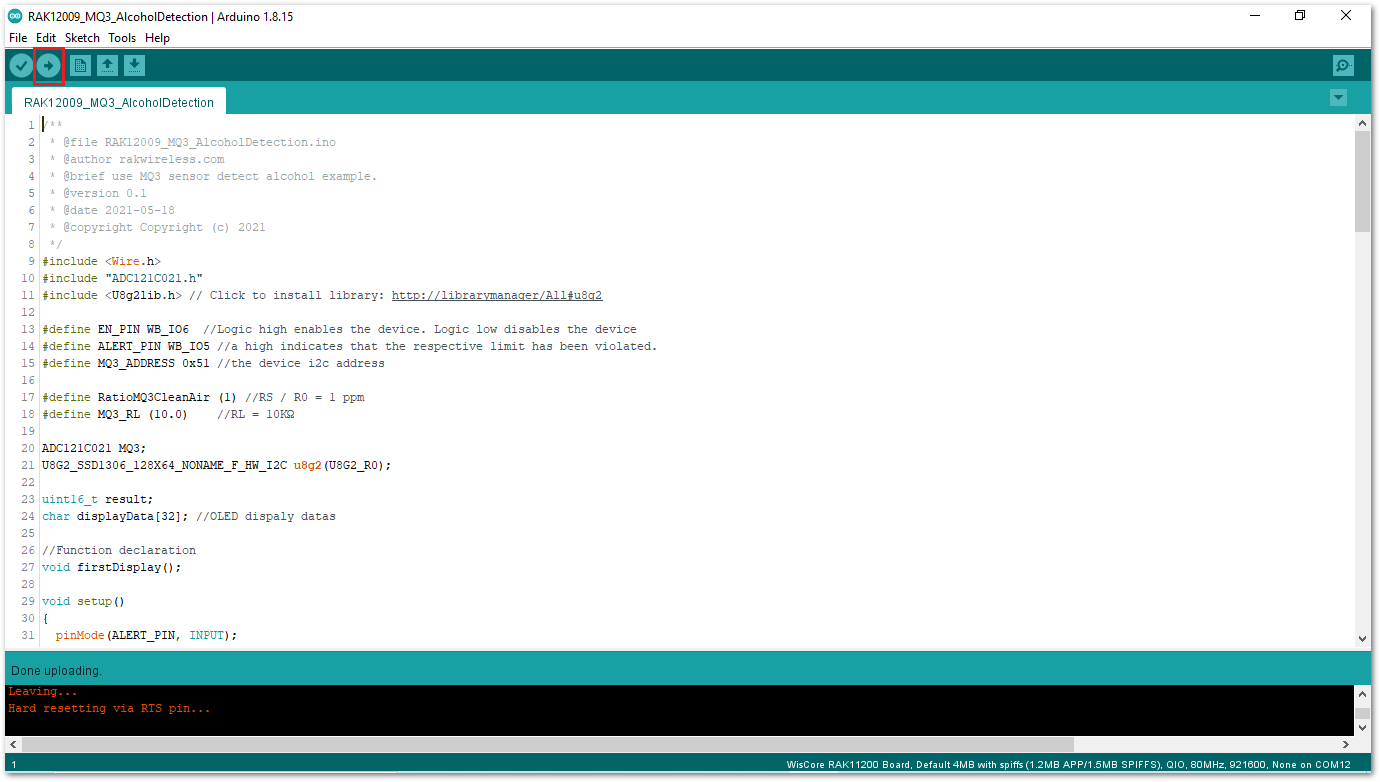 RAK12009_MQ3_AlcoholDetection | Arduino 1.8.15
File Edit Sketch Tools Help
RAK12009_MQ3_AlcoholDetection
1 /**
2  * @file RAK12009_MQ3_AlcoholDetection.ino
3  * @author rakwireless.com
4  * @brief use MQ3 sensor detect alcohol example.
5  * @version 0.1
6  * @date 2021-05-18
7  * @copyright Copyright (c) 2021
8  */
9 #include <Wire.h>
10 #include "ADC121C021.h"
11 #include <U8g2lib.h> // Click to install library: http://librarymanager/All#u8g2
12
13 #define EN_PIN WB_IO6  //Logic high enables the device. Logic low disables the device
14 #define ALERT_PIN WB_IO5 //a high indicates that the respective limit has been violated.
15 #define MQ3_ADDRESS 0x51 //the device i2c address
16
17 #define RatioMQ3CleanAir (1) //RS / R0 = 1 ppm
18 #define MQ3_RL (10.0)    //RL = 10KΩ
19
20 ADC121C021 MQ3;
21 U8G2_SSD1306_128X64_NONAME_F_HW_I2C u8g2(U8G2_R0);
22
23 uint16_t result;
24 char displayData[32]; //OLED dispaly datas
25
26 //Function declaration
27 void firstDisplay();
28
29 void setup()
30 {
31   pinMode(ALERT_PIN, INPUT);
Done uploading.
Leaving...
Hard resetting via RTS pin...
1 WisCore RAK11200 Board, Default 4MB with spiffs (1.2MB APP/1.5MB SPIFFS), QIO, 80MHz, 921600, None on COM12